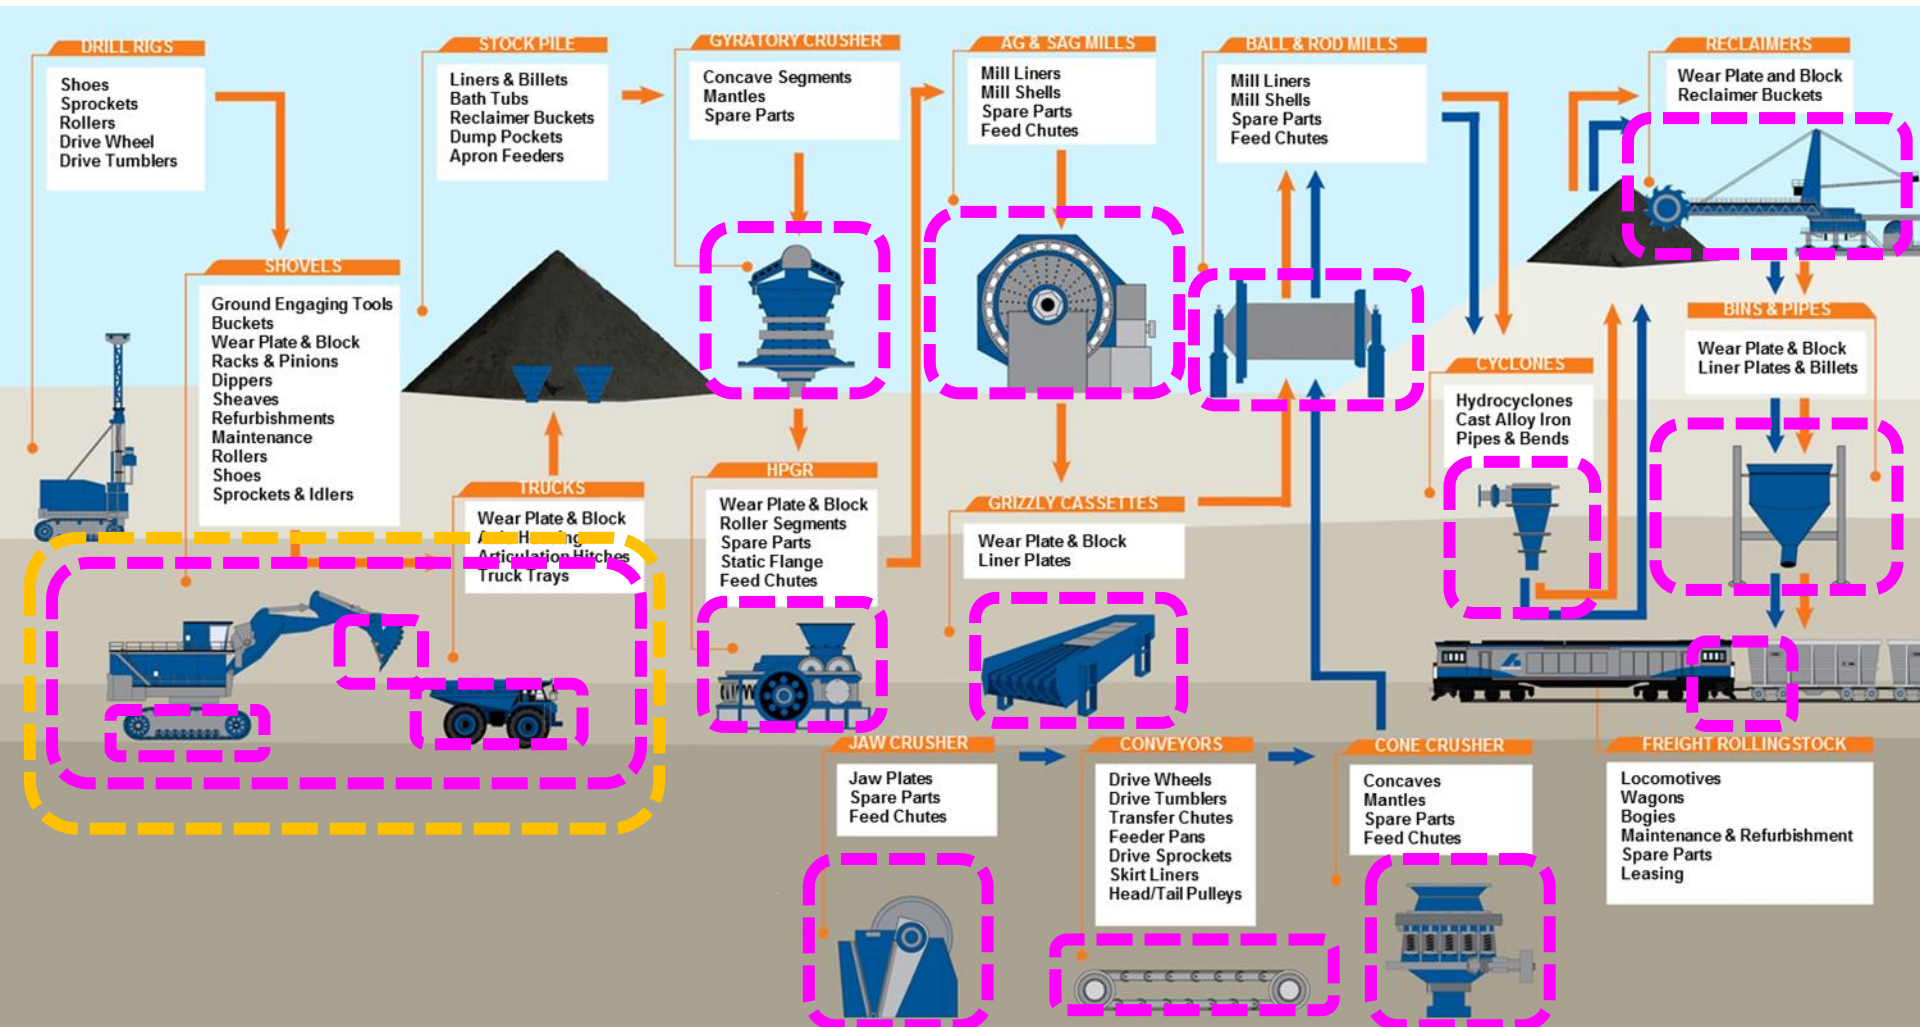 DRILL RIGS
Shoes
Sprockets
Rollers
Drive Wheel
Drive Tumblers
SHOVELS
Ground Engaging Tools
Buckets
Wear Plate & Block
Racks & Pinions
Dippers
Sheaves
Refurbishments
Maintenance
Rollers
Shoes
Sprockets & Idlers
STOCK PILE
Liners & Billets
Bath Tubs
Reclaimer Buckets
Dump Pockets
Apron Feeders
TRUCKS
Wear Plate & Block
Articulation Hitches
Truck Trays
GYRATORY CRUSHER
Concave Segments
Mantles
Spare Parts
HPGR
Wear Plate & Block
Roller Segments
Spare Parts
Static Flange
Feed Chutes
AG & SAG MILLS
Mill Liners
Mill Shells
Spare Parts
Feed Chutes
GRIZZLY CASSETTES
Wear Plate & Block
Liner Plates
BALL & ROD MILLS
Mill Liners
Mill Shells
Spare Parts
Feed Chutes
CYCLONES
Hydrocyclones
Cast Alloy Iron
Pipes & Bends
RECLAIMERS
Wear Plate and Block
Reclaimer Buckets
BINS & PIPES
Wear Plate & Block
Liner Plates & Billets
JAW CRUSHER
Jaw Plates
Spare Parts
Feed Chutes
CONVEYORS
Drive Wheels
Drive Tumblers
Transfer Chutes
Feeder Pans
Drive Sprockets
Skirt Liners
Head/Tail Pulleys
CONE CRUSHER
Concaves
Mantles
Spare Parts
Feed Chutes
FREIGHT ROLLINGSTOCK
Locomotives
Wagons
Bogies
Maintenance & Refurbishment
Spare Parts
Leasing